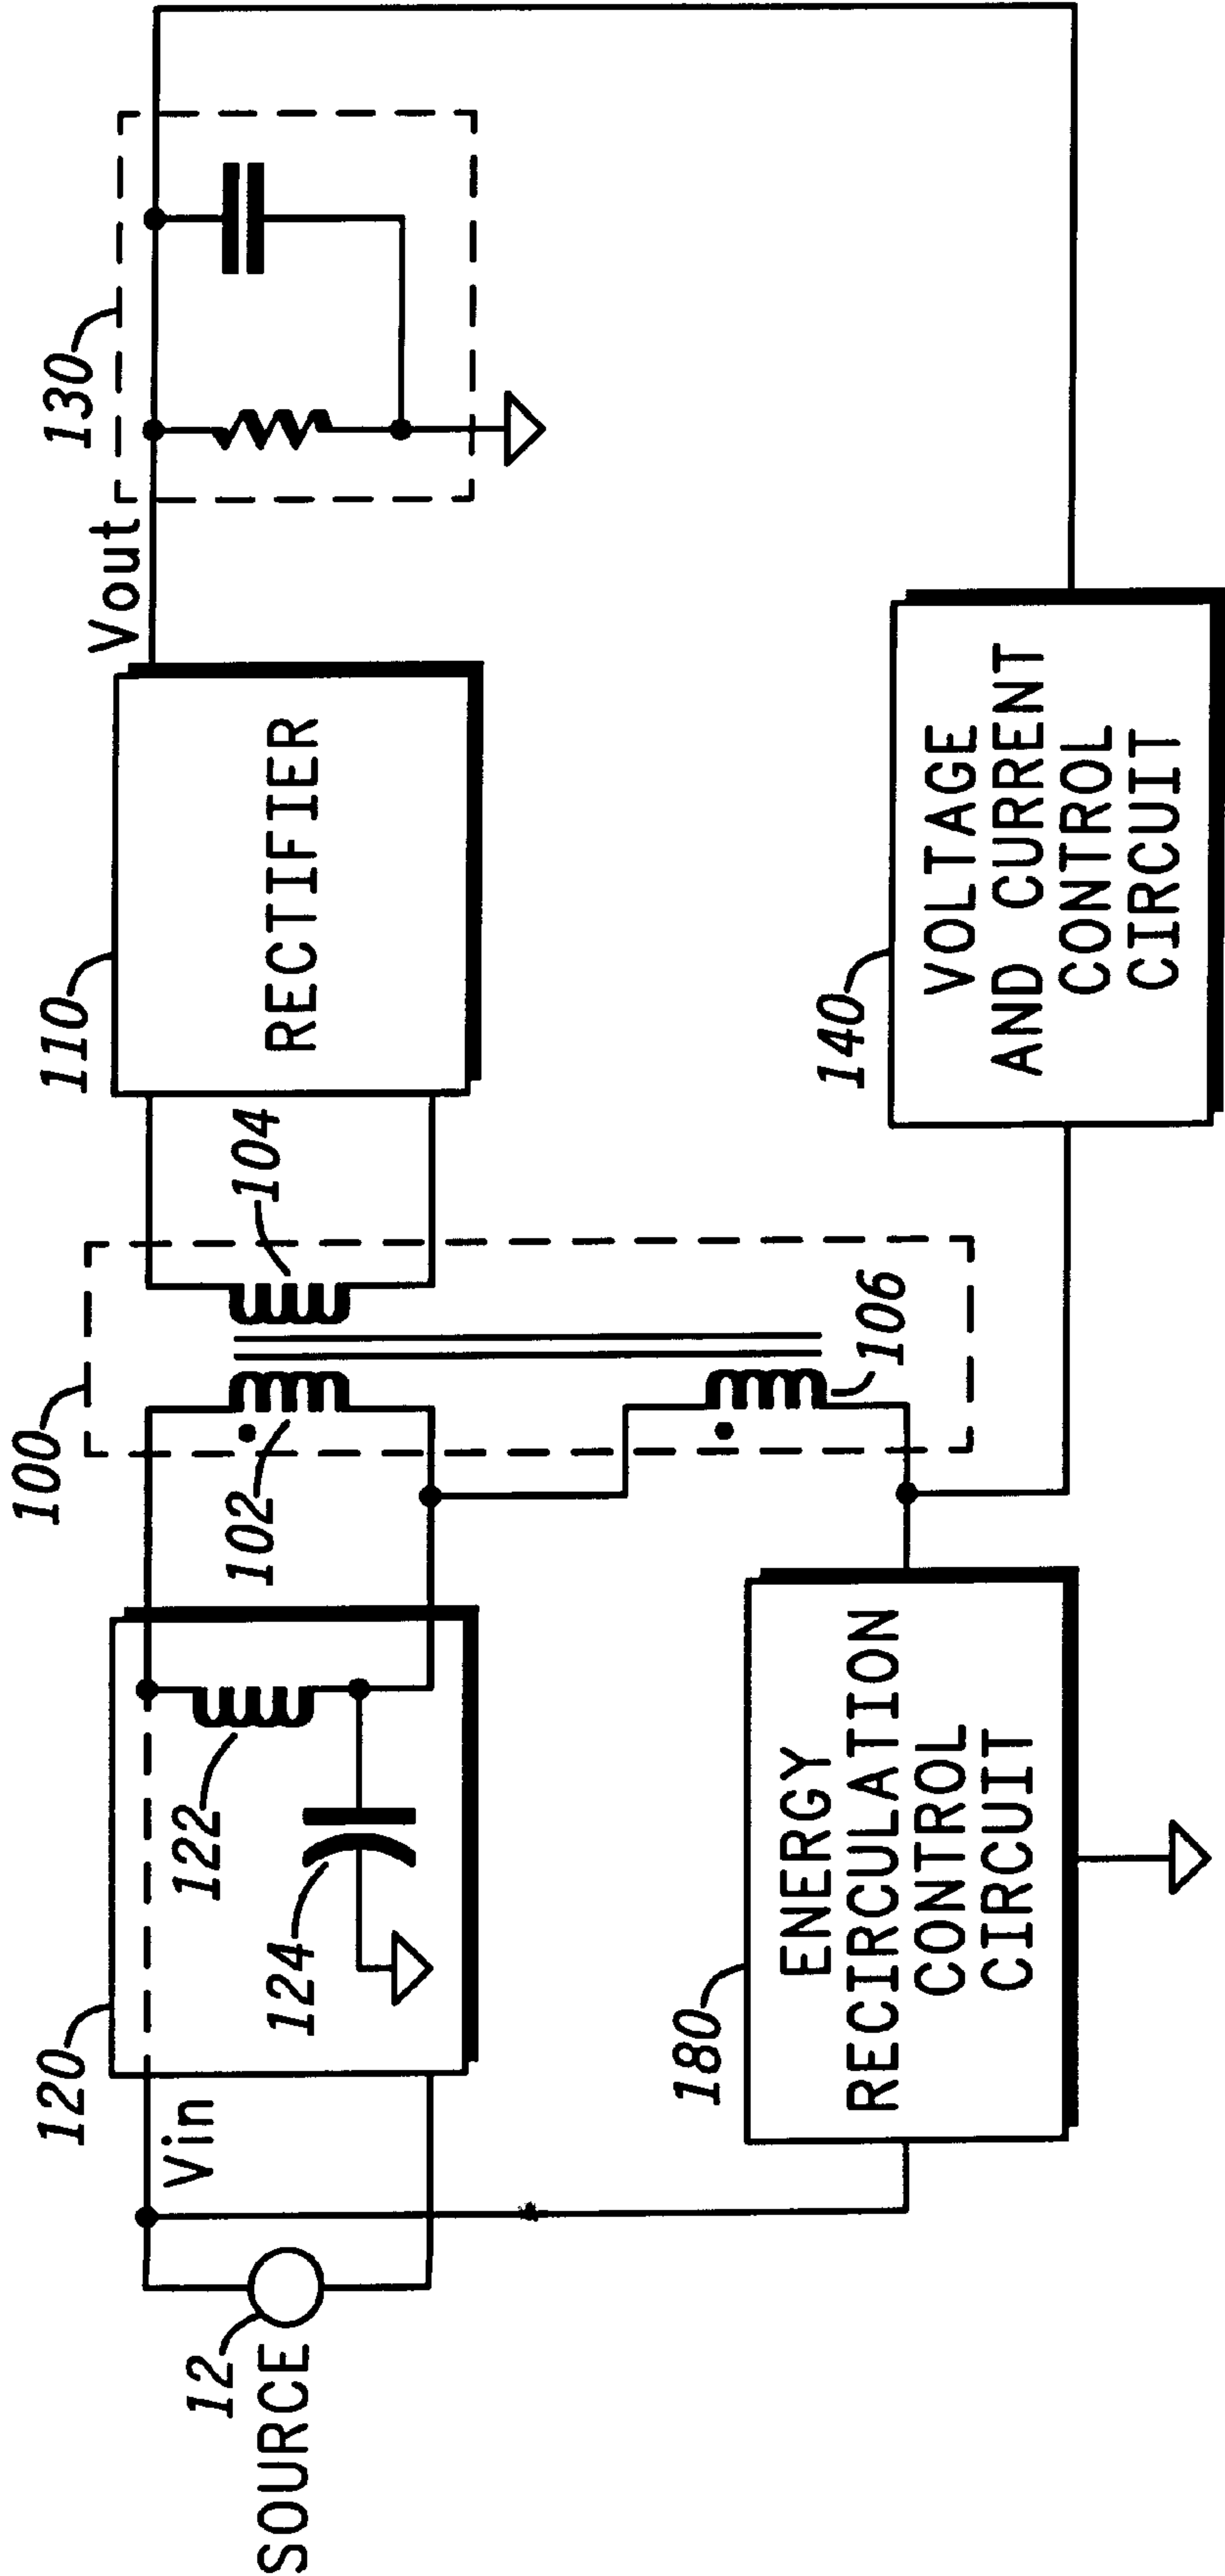 SOURCE
12
Vin
120
122
124
100
102
104
106
110
RECTIFIER
Vout
130
180
ENERGY
RECIRCULATION
CONTROL
CIRCUIT
140
VOLTAGE
AND CURRENT
CONTROL
CIRCUIT